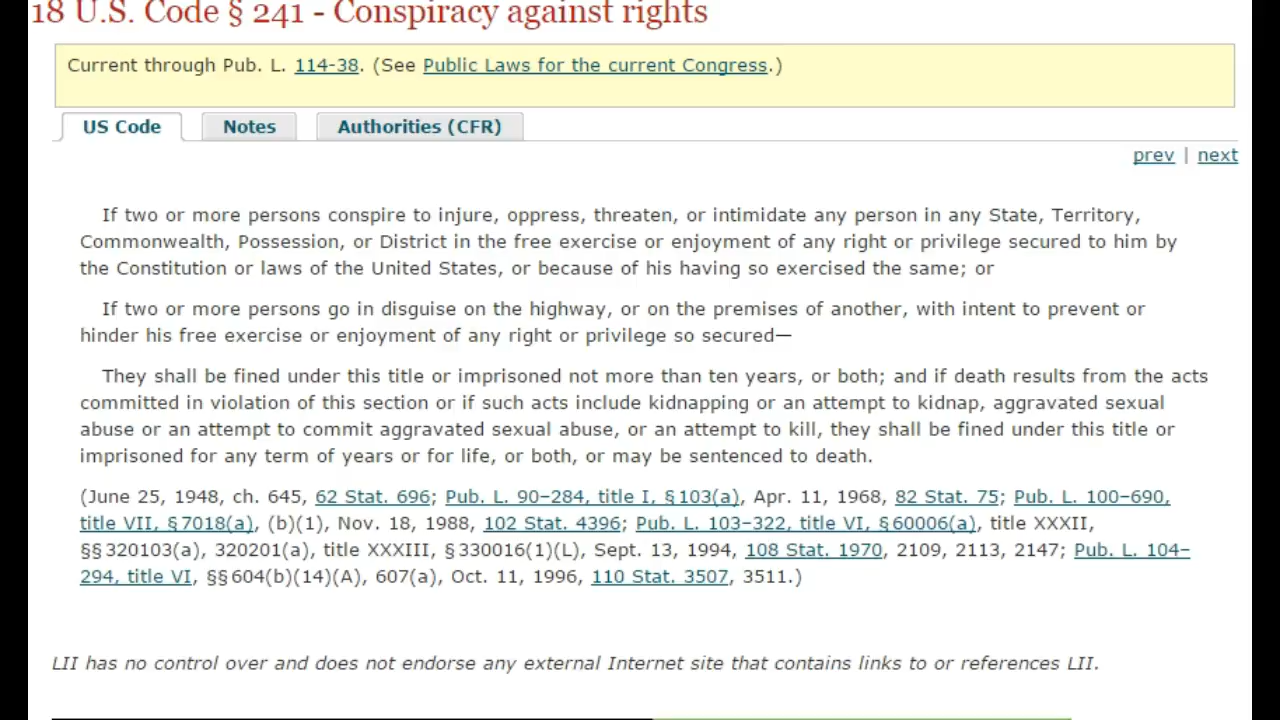 18 U.S. Code § 241 - Conspiracy against rights
Current through Pub. L. 114-38. (See Public Laws for the current Congress.)
US Code Notes Authorities (CFR)
prev | next
If two or more persons conspire to injure, oppress, threaten, or intimidate any person in any State, Territory,
Commonwealth, Possession, or District in the free exercise or enjoyment of any right or privilege secured to him by
the Constitution or laws of the United States, or because of his having so exercised the same; or
If two or more persons go in disguise on the highway, or on the premises of another, with intent to prevent or
hinder his free exercise or enjoyment of any right or privilege so secured—
They shall be fined under this title or imprisoned not more than ten years, or both; and if death results from the acts
committed in violation of this section or if such acts include kidnapping or an attempt to kidnap, aggravated sexual
abuse or an attempt to commit aggravated sexual abuse, or an attempt to kill, they shall be fined under this title or
imprisoned for any term of years or for life, or both, or may be sentenced to death.
(June 25, 1948, ch. 645, 62 Stat. 696; Pub. L. 90–284, title I, § 103(a), Apr. 11, 1968, 82 Stat. 75; Pub. L. 100–690,
title VII, § 7018(a), (b)(1), Nov. 18, 1988, 102 Stat. 4396; Pub. L. 103–322, title VI, § 60006(a), title XXXII,
§§ 320103(a), 320201(a), title XXXIII, § 330016(1)(L), Sept. 13, 1994, 108 Stat. 1970, 2109, 2113, 2147; Pub. L. 104–
294, title VI, §§ 604(b)(14)(A), 607(a), Oct. 11, 1996, 110 Stat. 3507, 3511.)
LII has no control over and does not endorse any external Internet site that contains links to or references LII.